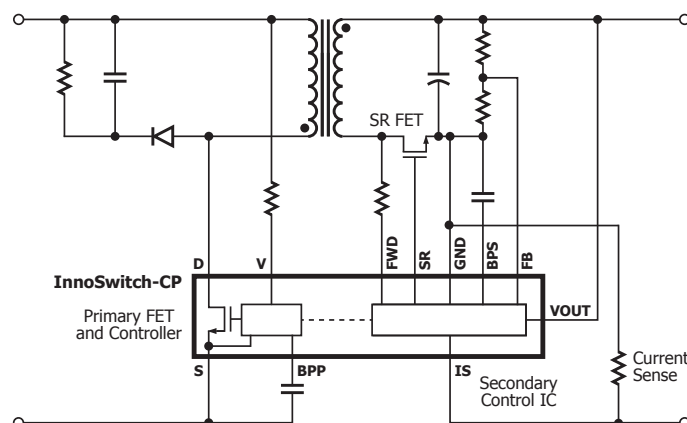 SR FET
D
V
FWD
SR
GND
BPS
FB
InnoSwitch-CP
Primary FET
and Controller
VOUT
S
BPP
IS
Secondary
Control IC
Current
Sense